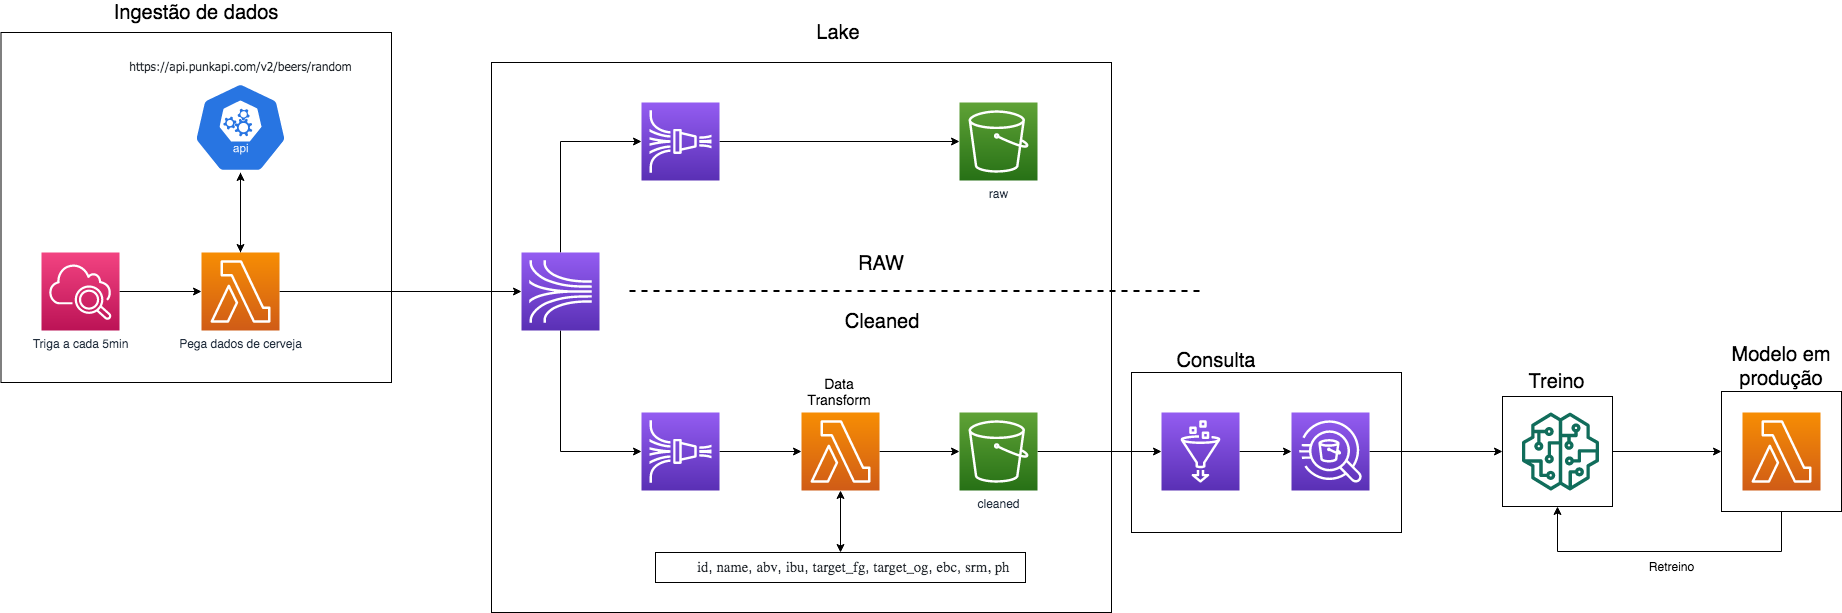 Ingestão de dados
https://api.punkapi.com/v2/beers/random
api
Triga a cada 5min
Pega dados de cerveja
Lake
raw
RAW
Cleaned
Data
Transform
cleaned
id, name, abv, ibu, target_fg, target_og, ebc, srm, ph
Consulta
Treino
Modelo em
produção
Retreino